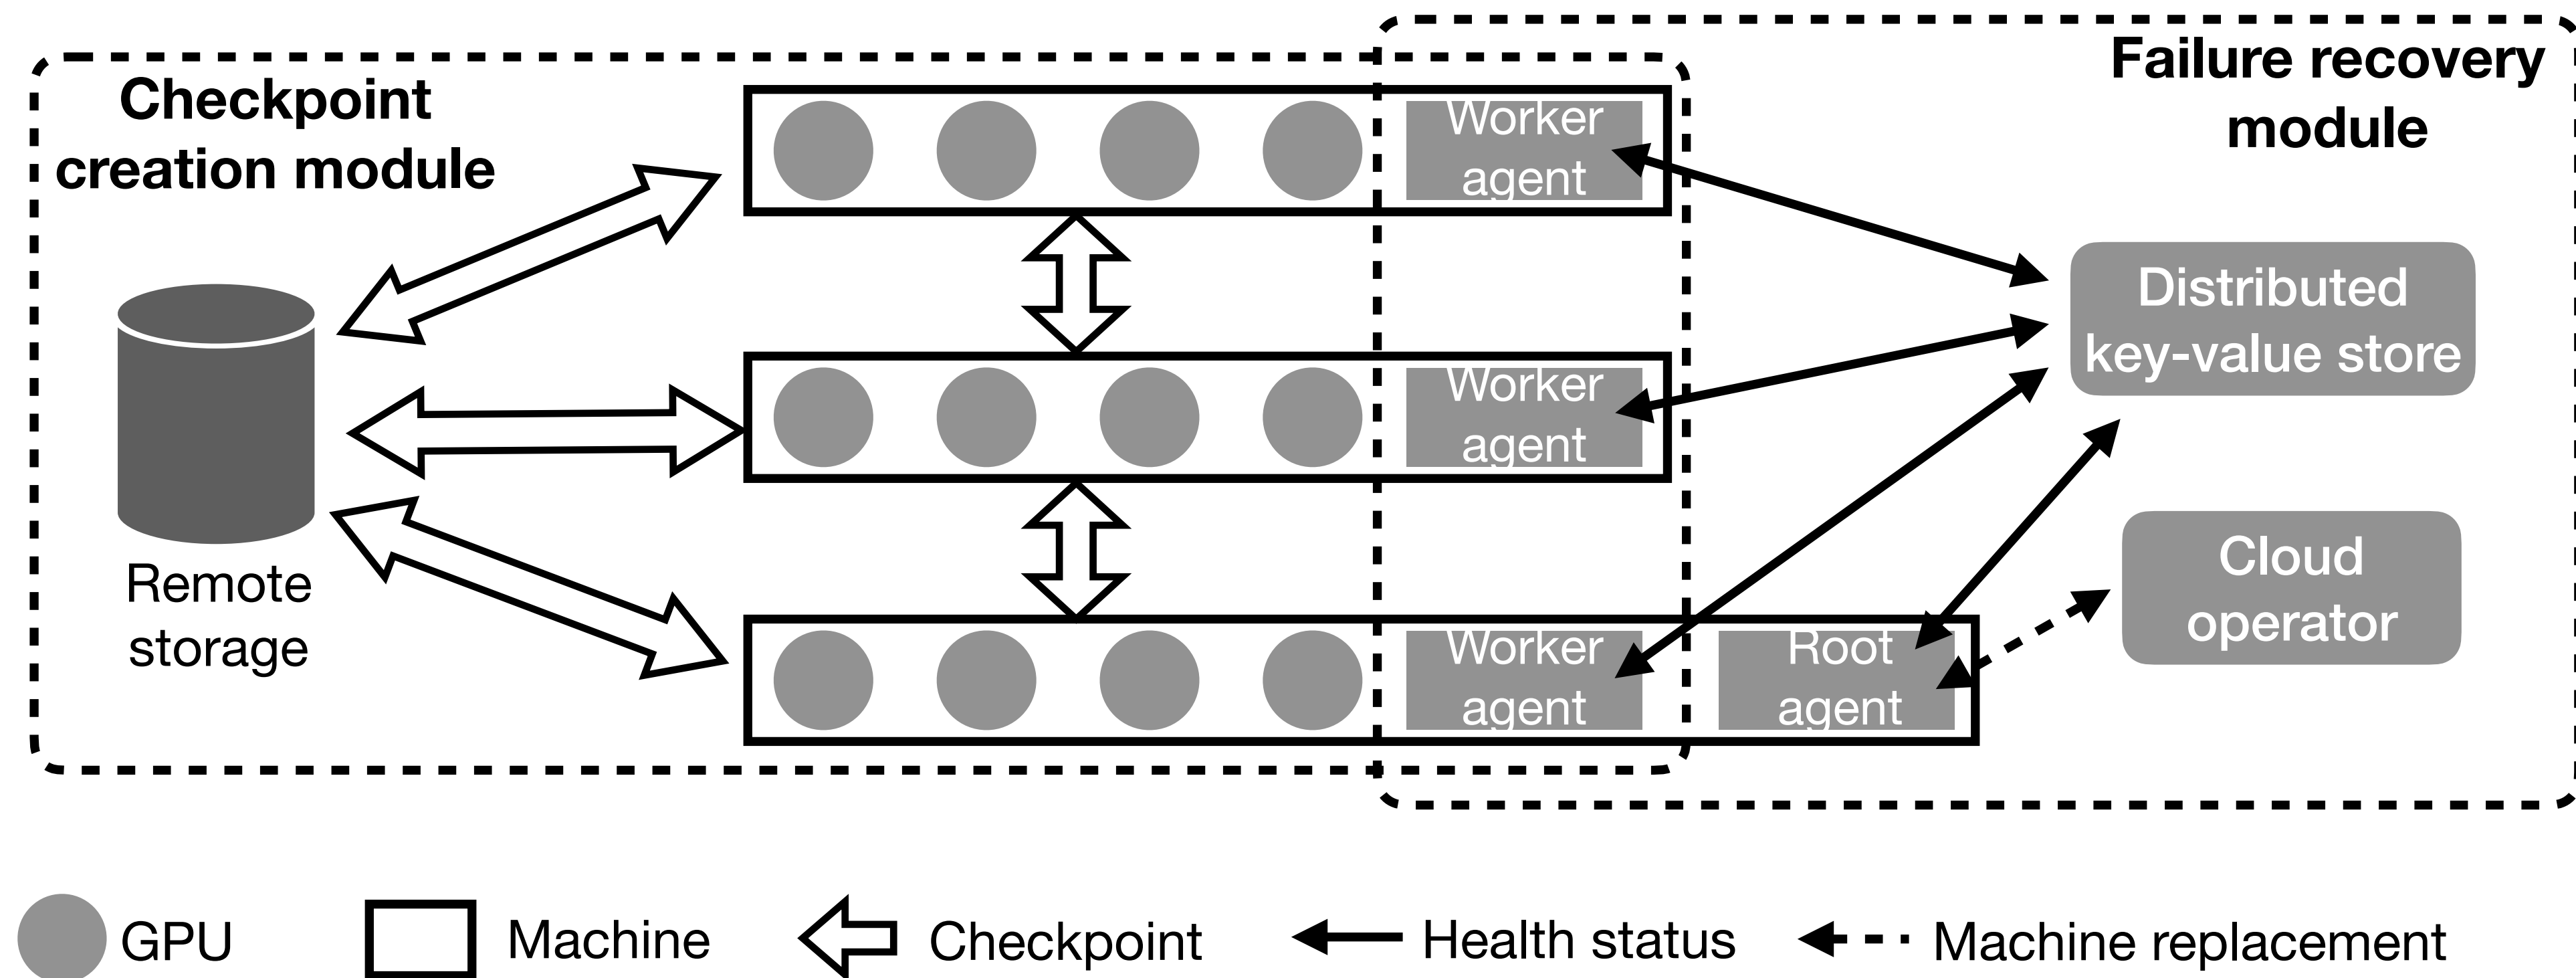 Checkpoint
creation module
Failure recovery
module
Worker
agent
Distributed
key-value store
Worker
agent
Remote
storage
Cloud
operator
Worker
agent
Root
agent
GPU
Machine
Checkpoint
Health status
Machine replacement